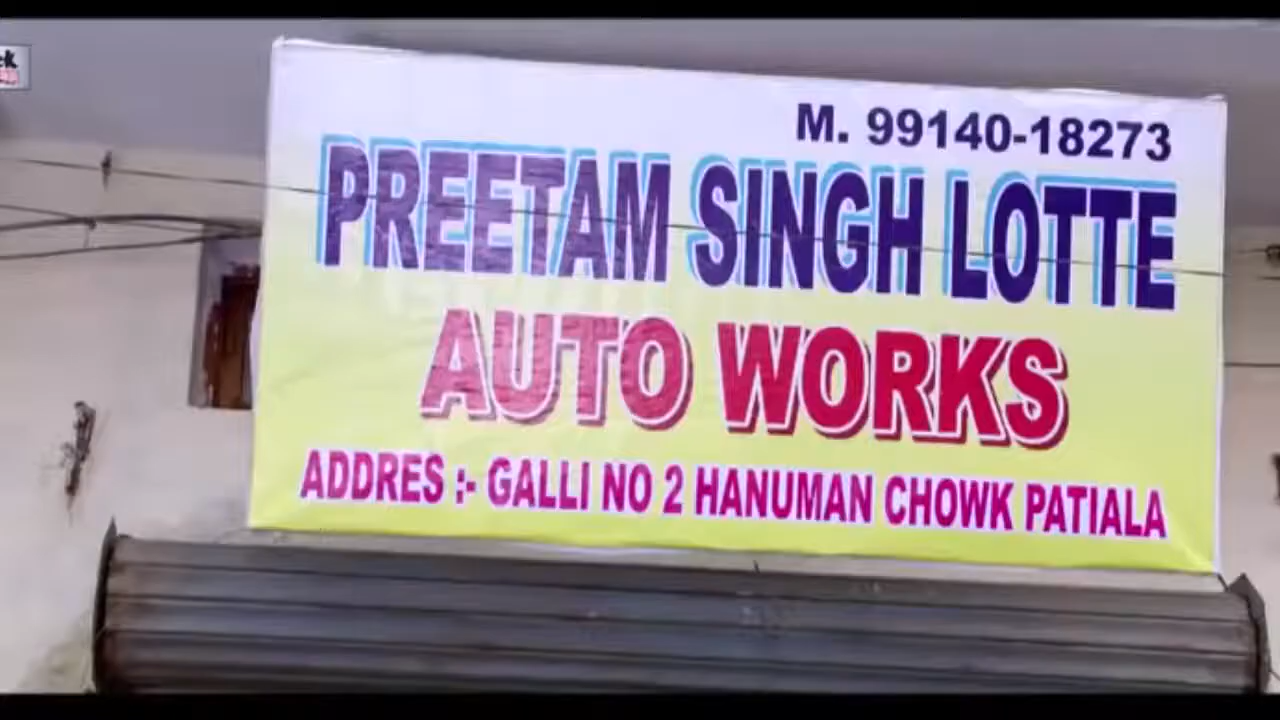 M. 99140-18273
PREETAM SINGH LOTTE
AUTO WORKS
ADDRES :- GALLI NO 2 HANUMAN CHOWK PATIALA